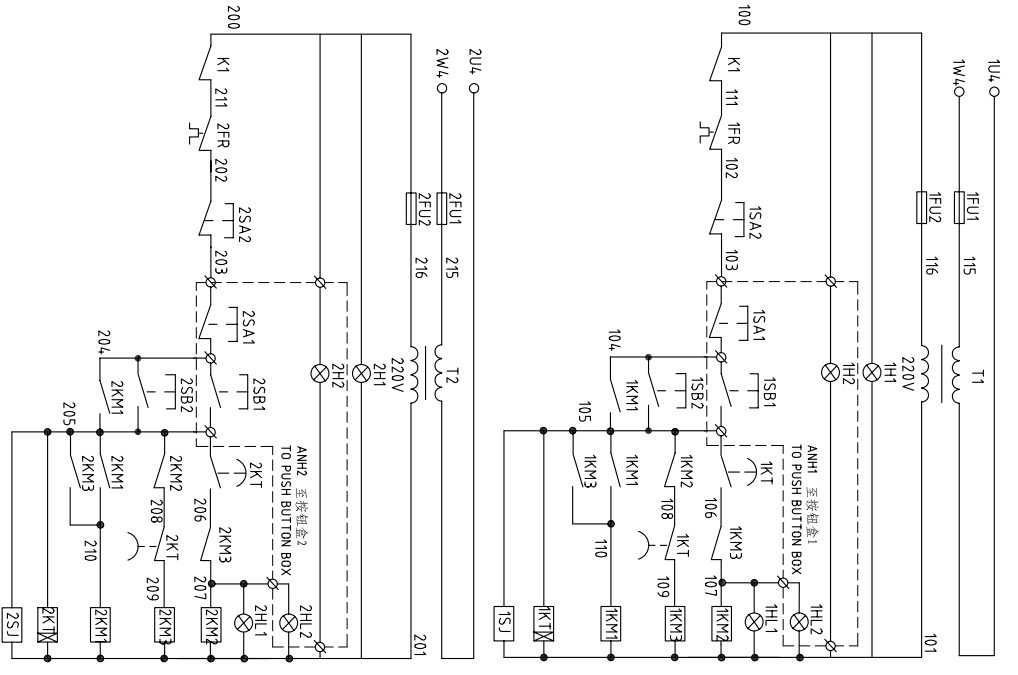 1U4
1W4
1FU1
115
T1
1FU2
116
220V
100
101
1H1
1H2
K1
111
1FR
102
1SA2
103
1SA1
1SB1
1KT
106
1KM3
107
1KM2
1HL1
1HL2
ANH1 至按钮盒1
TO PUSH BUTTON BOX
104
1SB2
1KM1
105
1KM2
108
1KT
109
1KM3
1KM1
110
1KM1
1KM3
1KT
1SJ
2U4
2W4
2FU1
215
T2
2FU2
216
220V
200
201
2H1
2H2
K1
211
2FR
202
2SA2
203
2SA1
2SB1
2KT
206
2KM3
207
2KM2
2HL1
2HL2
ANH2 至按钮盒2
TO PUSH BUTTON BOX
204
2SB2
2KM1
205
2KM2
208
2KT
209
2KM3
2KM1
210
2KM1
2KM3
2KT
2SJ